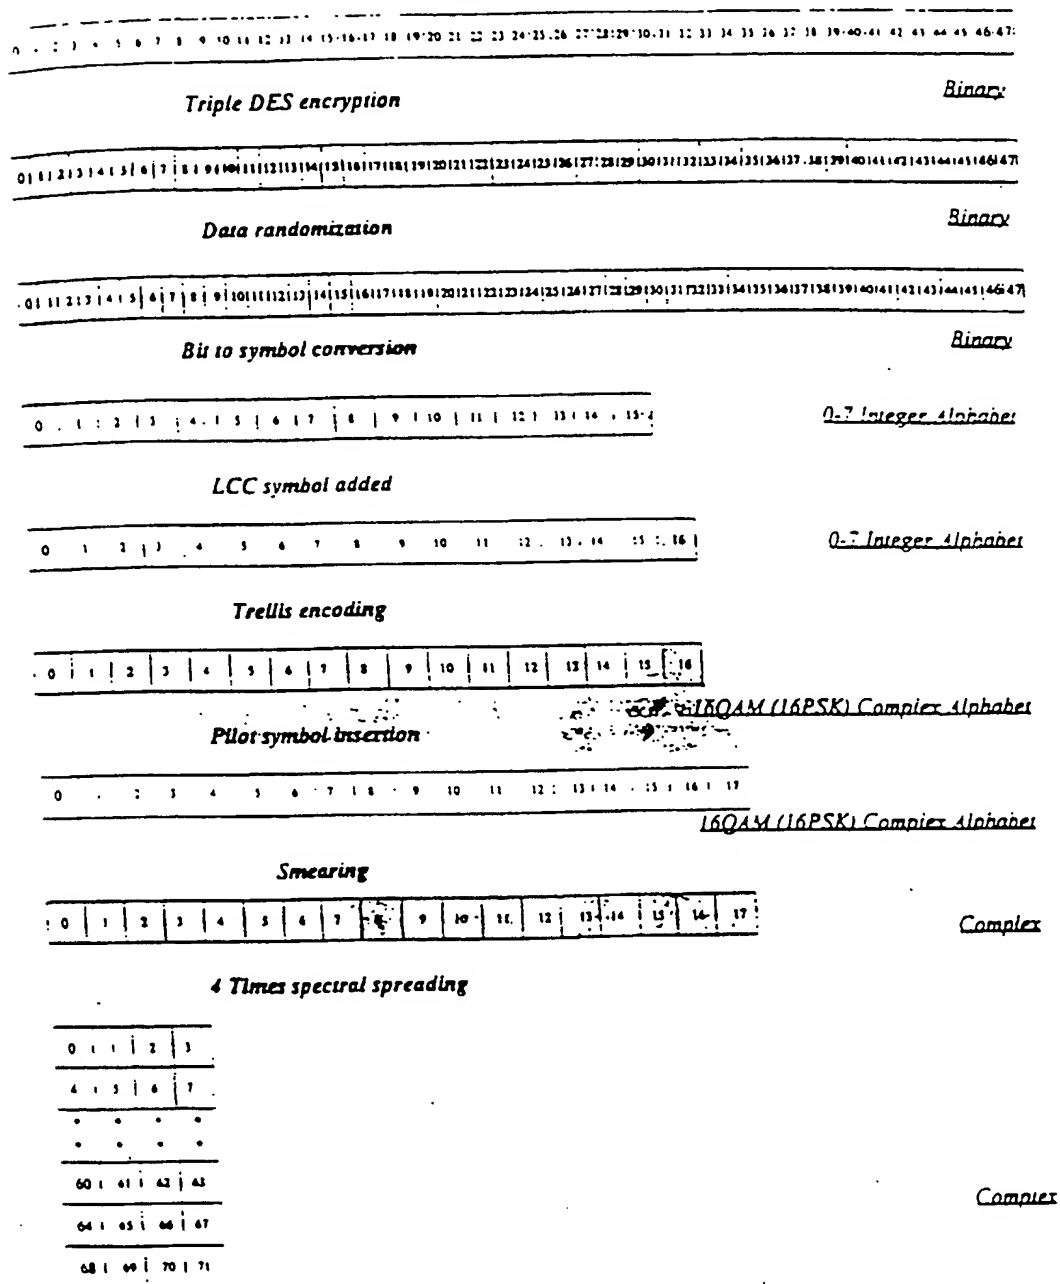 0 1 2 3 4 5 6 7 8 9 10 11 12 13 14 15 16 17 18 19 20 21 22 23 24 25 26 27 28 29 30 31 32 33 34 35 36 37 38 39 40 41 42 43 44 45 46 47
Binary
Triple DES encryption
0 1 2 3 4 5 6 7 8 9 10 11 12 13 14 15 16 17 18 19 20 21 22 23 24 25 26 27 28 29 30 31 32 33 34 35 36 37 38 39 40 41 42 43 44 45 46 47
Binary
Data randomization
0 1 2 3 4 5 6 7 8 9 10 11 12 13 14 15 16 17 18 19 20 21 22 23 24 25 26 27 28 29 30 31 32 33 34 35 36 37 38 39 40 41 42 43 44 45 46 47
Binary
Bit to symbol conversion
0 1 2 3 4 5 6 7 8 9 10 11 12 13 14 15
0-7 Integer Alphabet
LCC symbol added
0 1 2 3 4 5 6 7 8 9 10 11 12 13 14 15 16
0-7 Integer Alphabet
Trellis encoding
0 1 2 3 4 5 6 7 8 9 10 11 12 13 14 15 16
16QAM (16PSK) Complex Alphabet
Pilot symbol insertion
0 2 3 4 5 6 7 8 9 10 11 12 13 14 15 16 17
16QAM (16PSK) Complex Alphabet
Smearing
0 1 2 3 4 5 6 7 8 9 10 11 12 13 14 15 16 17
Complex
4 Times spectral spreading
0 1 2 3
4 5 6 7
60 61 62 63
Complex
64 65 66 67
68 69 70 71